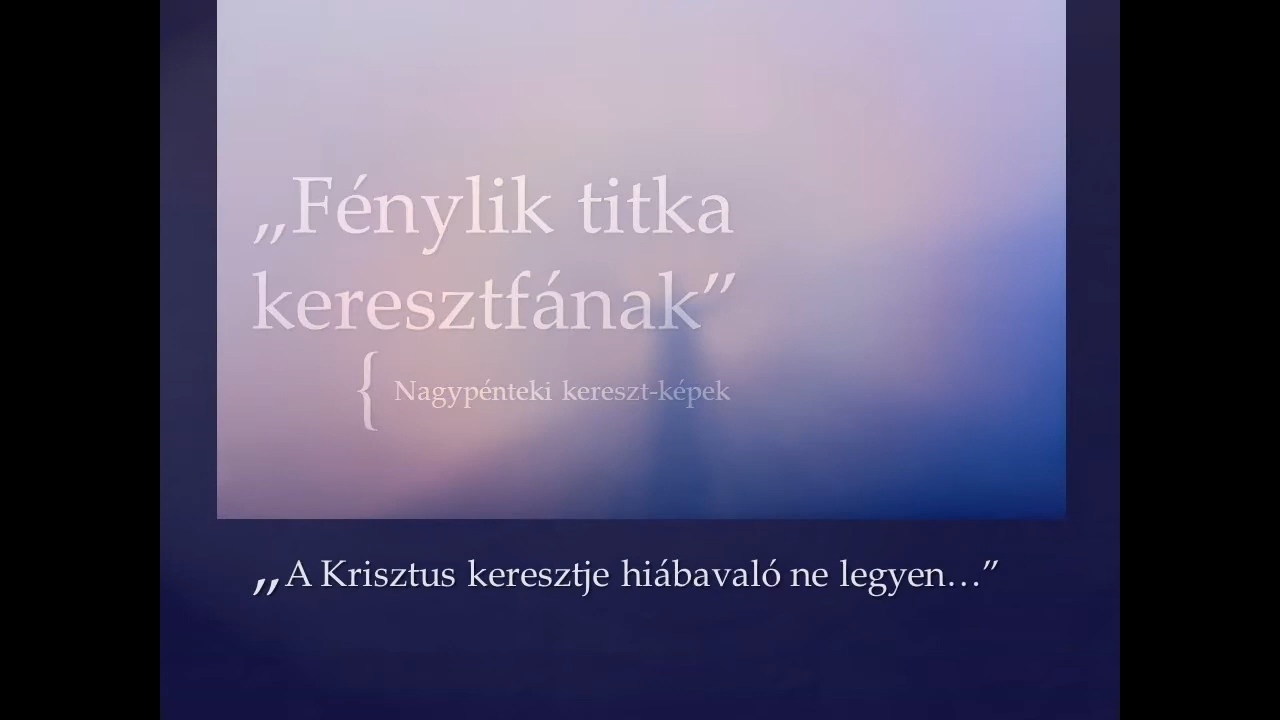 „Fénylik titka
keresztfának”
{ Nagypénteki kereszt-képek
„A Krisztus keresztje hiábavaló ne legyen…”